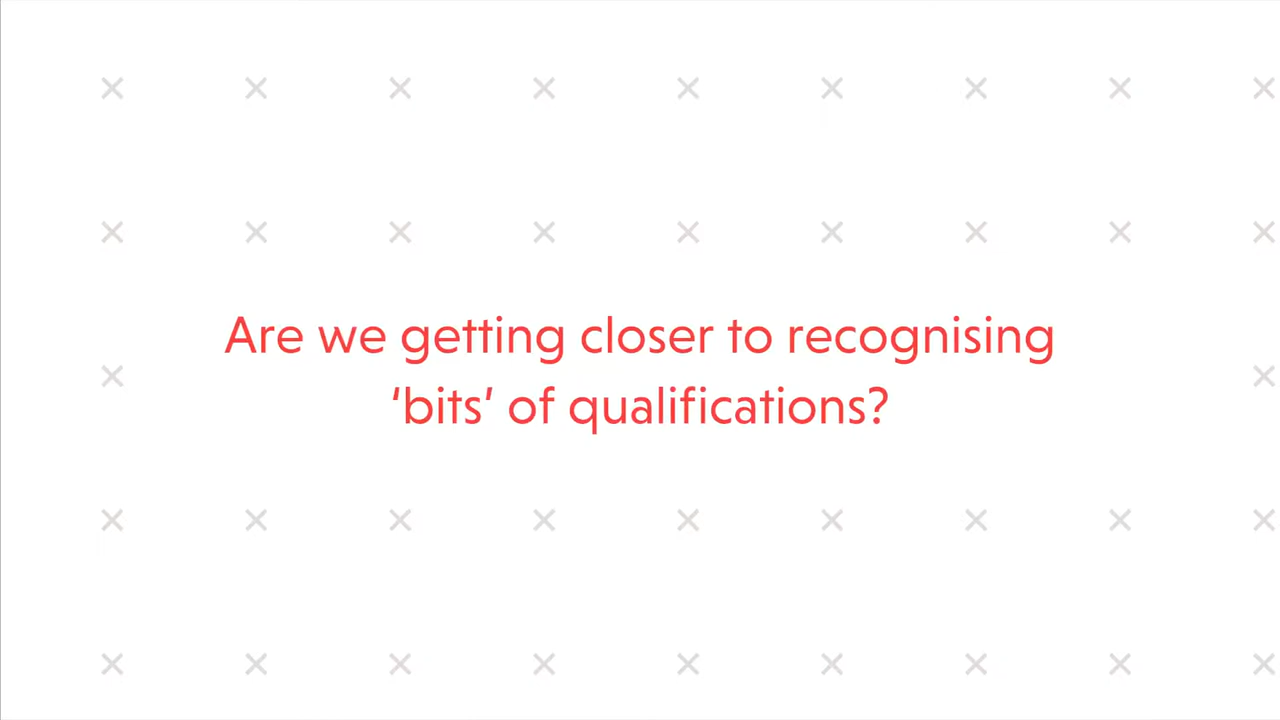 Are we getting closer to recognising
‘bits’ of qualifications?